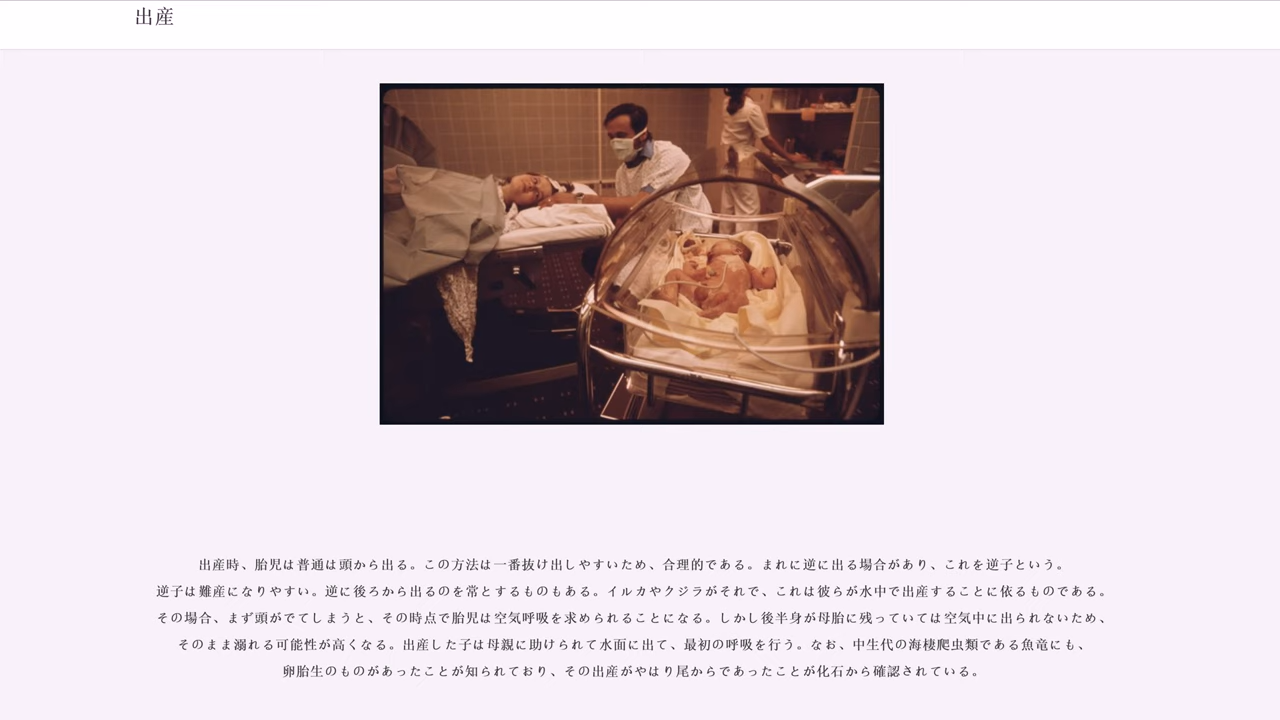 出産
出産時、胎児は普通は頭から出る。この方法は一番抜け出しやすいため、合理的である。まれに逆に出る場合があり、これを逆子という。
逆子は難産になりやすい。逆に後ろから出るのを常とするものもある。イルカやクジラがそれで、これは彼らが水中で出産することに依るものである。
その場合、まず頭がでてしまうと、その時点で胎児は空気呼吸を求められることになる。しかし後半身が母胎に残っていては空気中に出られないため、
そのまま溺れる可能性が高くなる。出産した子は母親に助けられて水面に出て、最初の呼吸を行う。なお、中生代の海棲爬虫類である魚竜にも、
卵胎生のものがあったことが知られており、その出産がやはり尾からであったことが化石から確認されている。